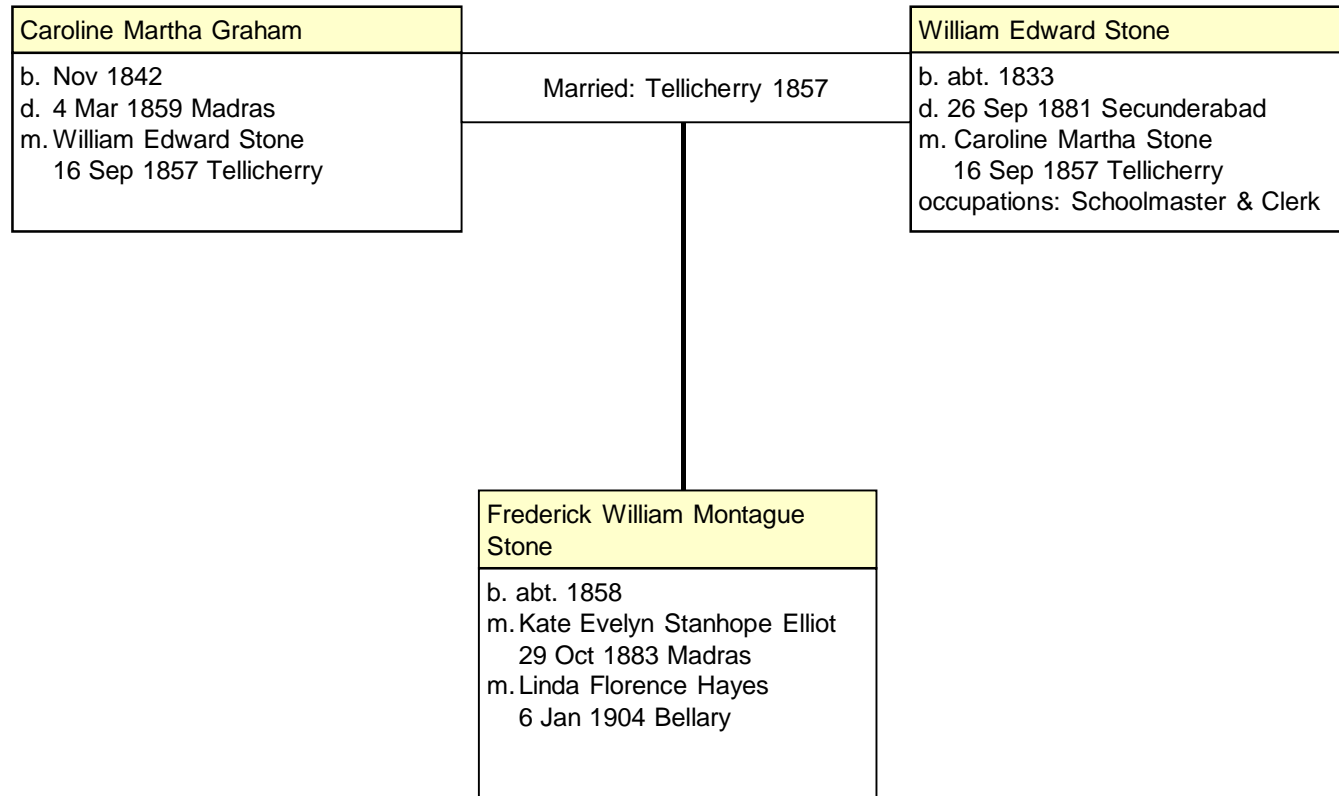 Caroline Martha Graham
b. Nov 1842
d. 4 Mar 1859 Madras
m. William Edward Stone
16 Sep 1857 Tellicherry
Married: Tellicherry 1857
William Edward Stone
b. abt. 1833
d. 26 Sep 1881 Secunderabad
m. Caroline Martha Stone
16 Sep 1857 Tellicherry
occupations: Schoolmaster & Clerk
Frederick William Montague
Stone
b. abt. 1858
m. Kate Evelyn Stanhope Elliot
29 Oct 1883 Madras
m. Linda Florence Hayes
6 Jan 1904 Bellary